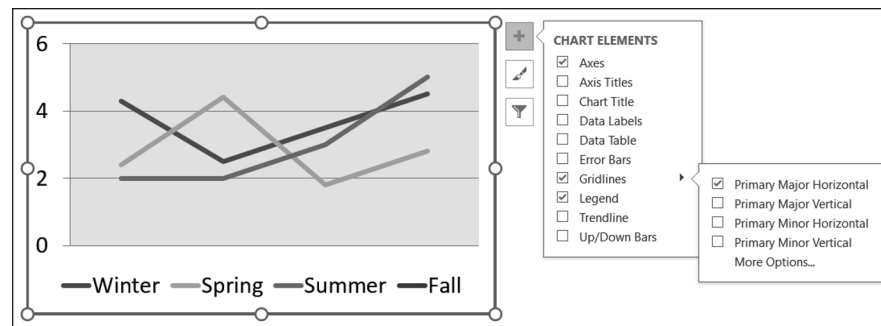 6
4
2
0
Winter Spring Summer Fall
CHART ELEMENTS
Axes
Axis Titles
Chart Title
Data Labels
Data Table
Error Bars
Gridlines
Legend
Trendline
Up/Down Bars
Primary Major Horizontal
Primary Major Vertical
Primary Minor Horizontal
Primary Minor Vertical
More Options...